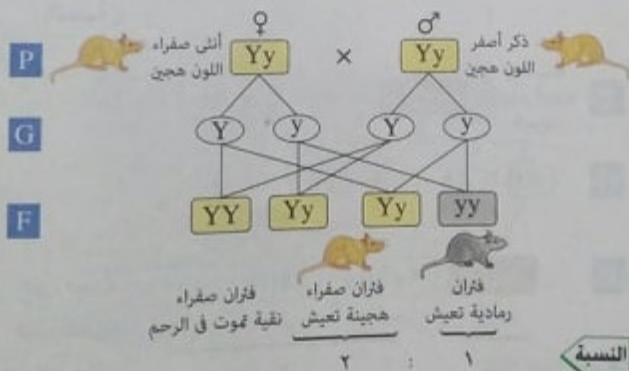 ♀ ♂
P أنثى صفراء اللون هجين Yy × Yy ذكر أصفر اللون هجين
G Y y Y y
F YY Yy Yy yy
فئران صفراء نقية تموت فى الرحم
فئران صفراء هجينة تعيش
فئران رمادية تعيش
النسبة ١ : ٢